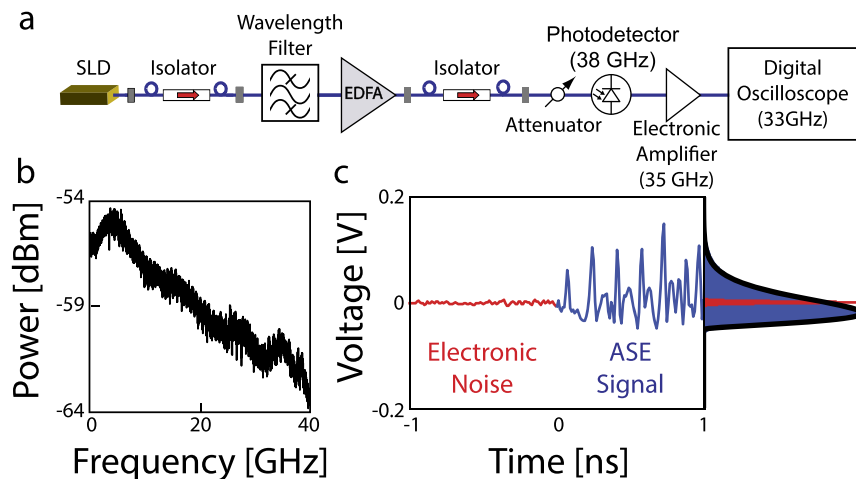 a
SLD
Isolator
Wavelength
Filter
EDFA
Isolator
Attenuator
Photodetector
(38 GHz)
Electronic
Amplifier
(35 GHz)
Digital
Oscilloscope
(33GHz)
b
Power [dBm]
-54
-59
-64
0
20
40
Frequency [GHz]
c
Voltage [V]
0.2
0
-0.2
Electronic
Noise
ASE
Signal
-1
0
1
Time [ns]